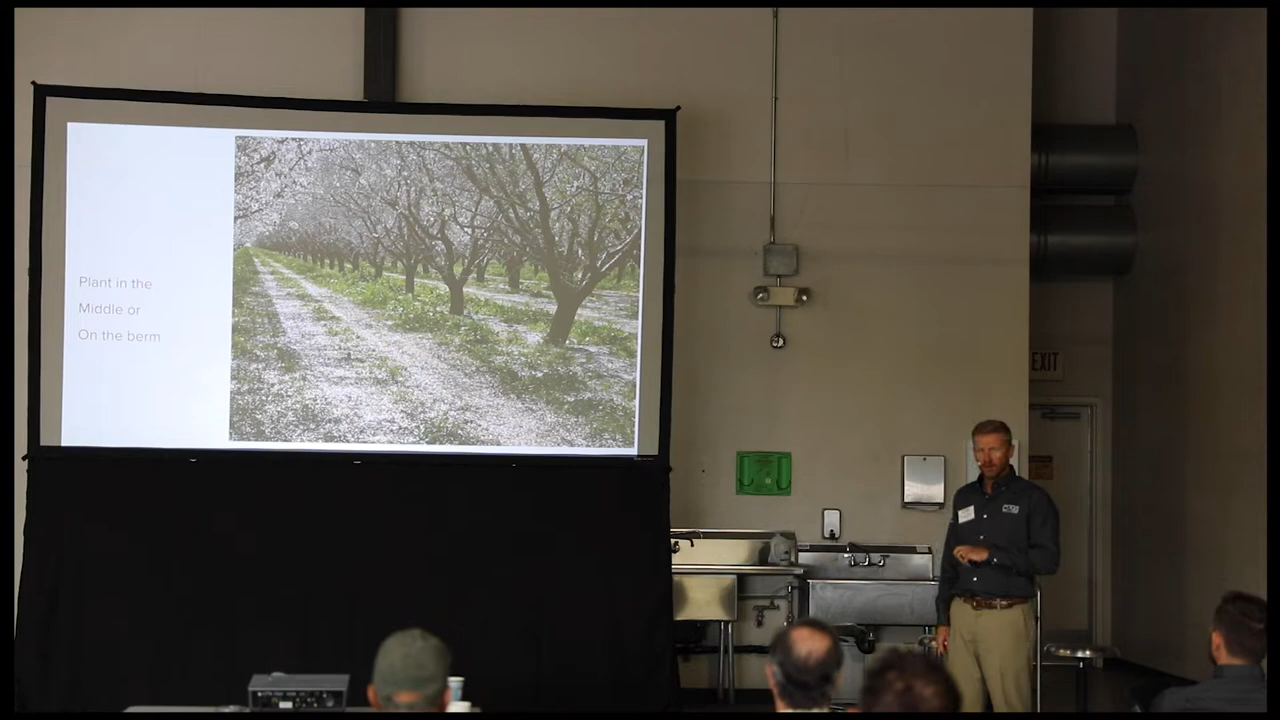 Plant in the
Middle or
On the berm
EXIT